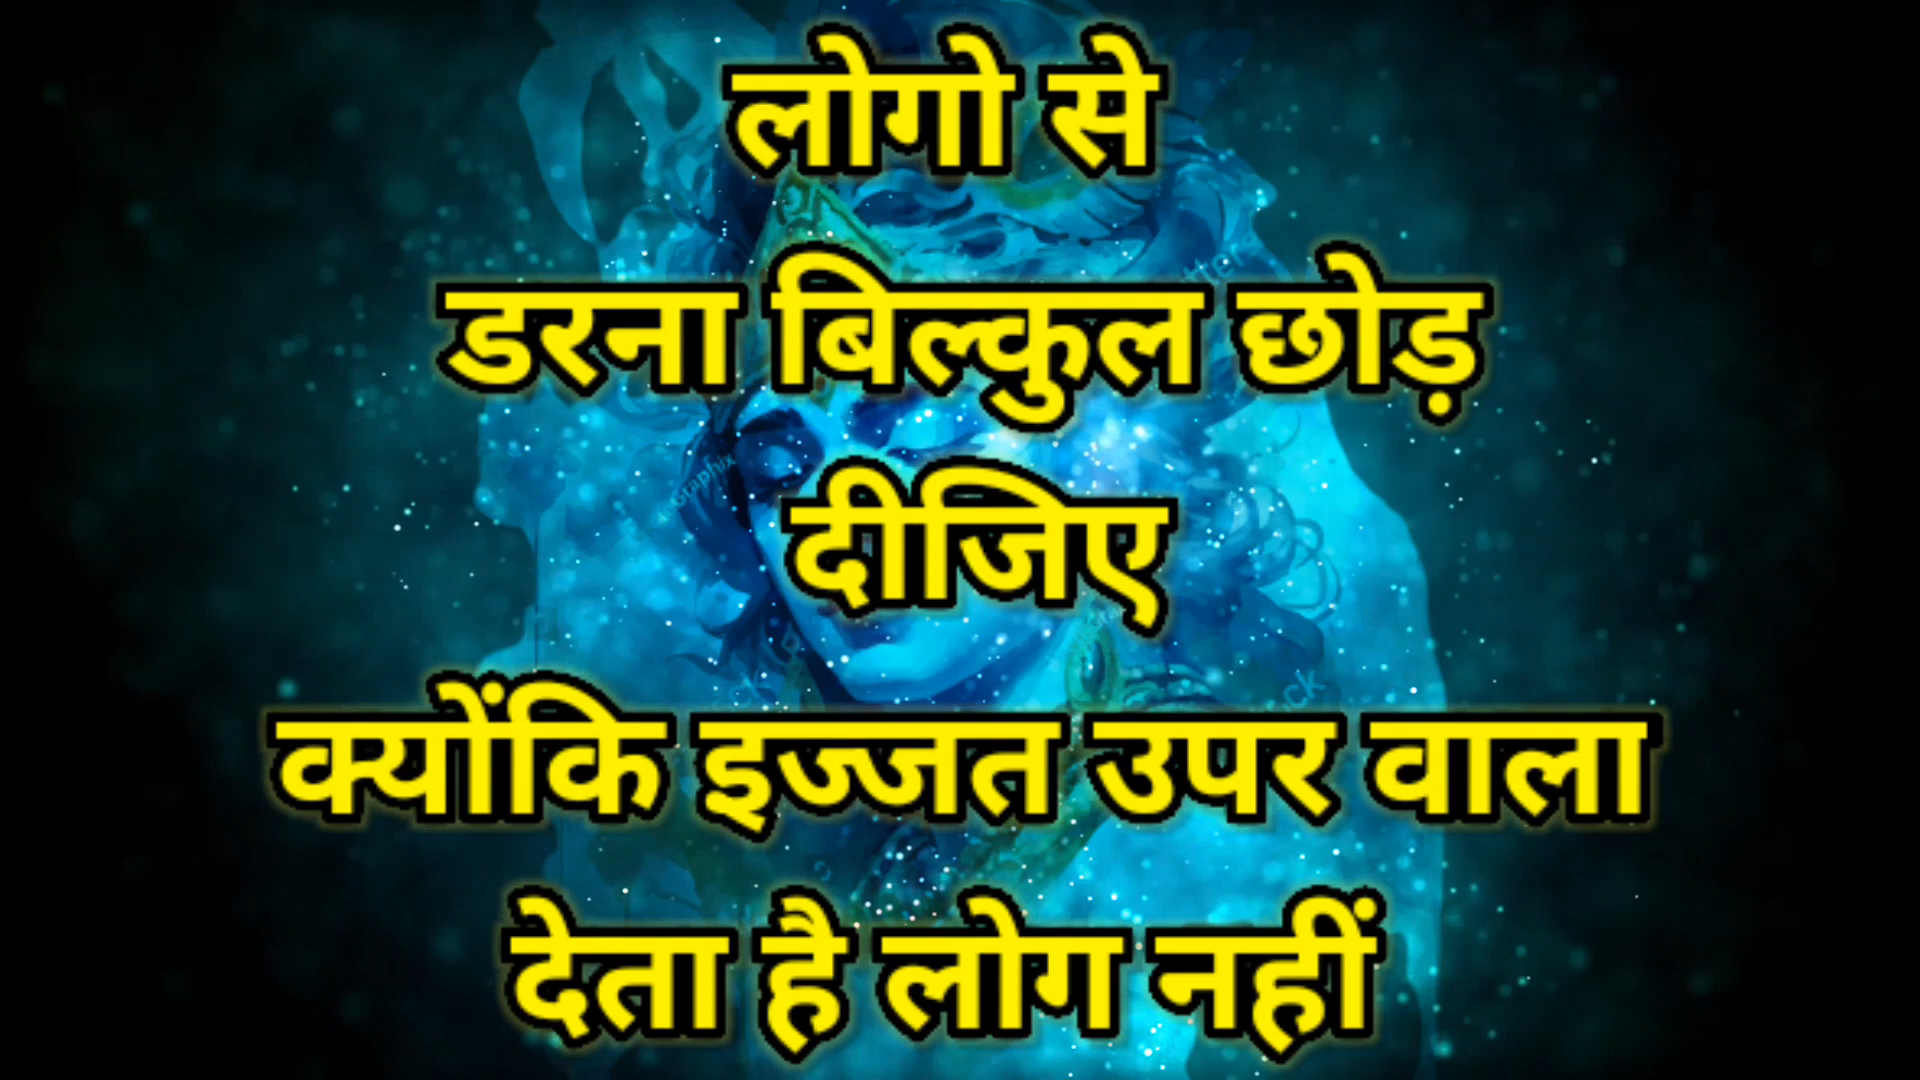 लोगो से
डरना बिल्कुल छोड़
दीजिए
क्योंकि इज्जत उपर वाला
देता है लोग नहीं